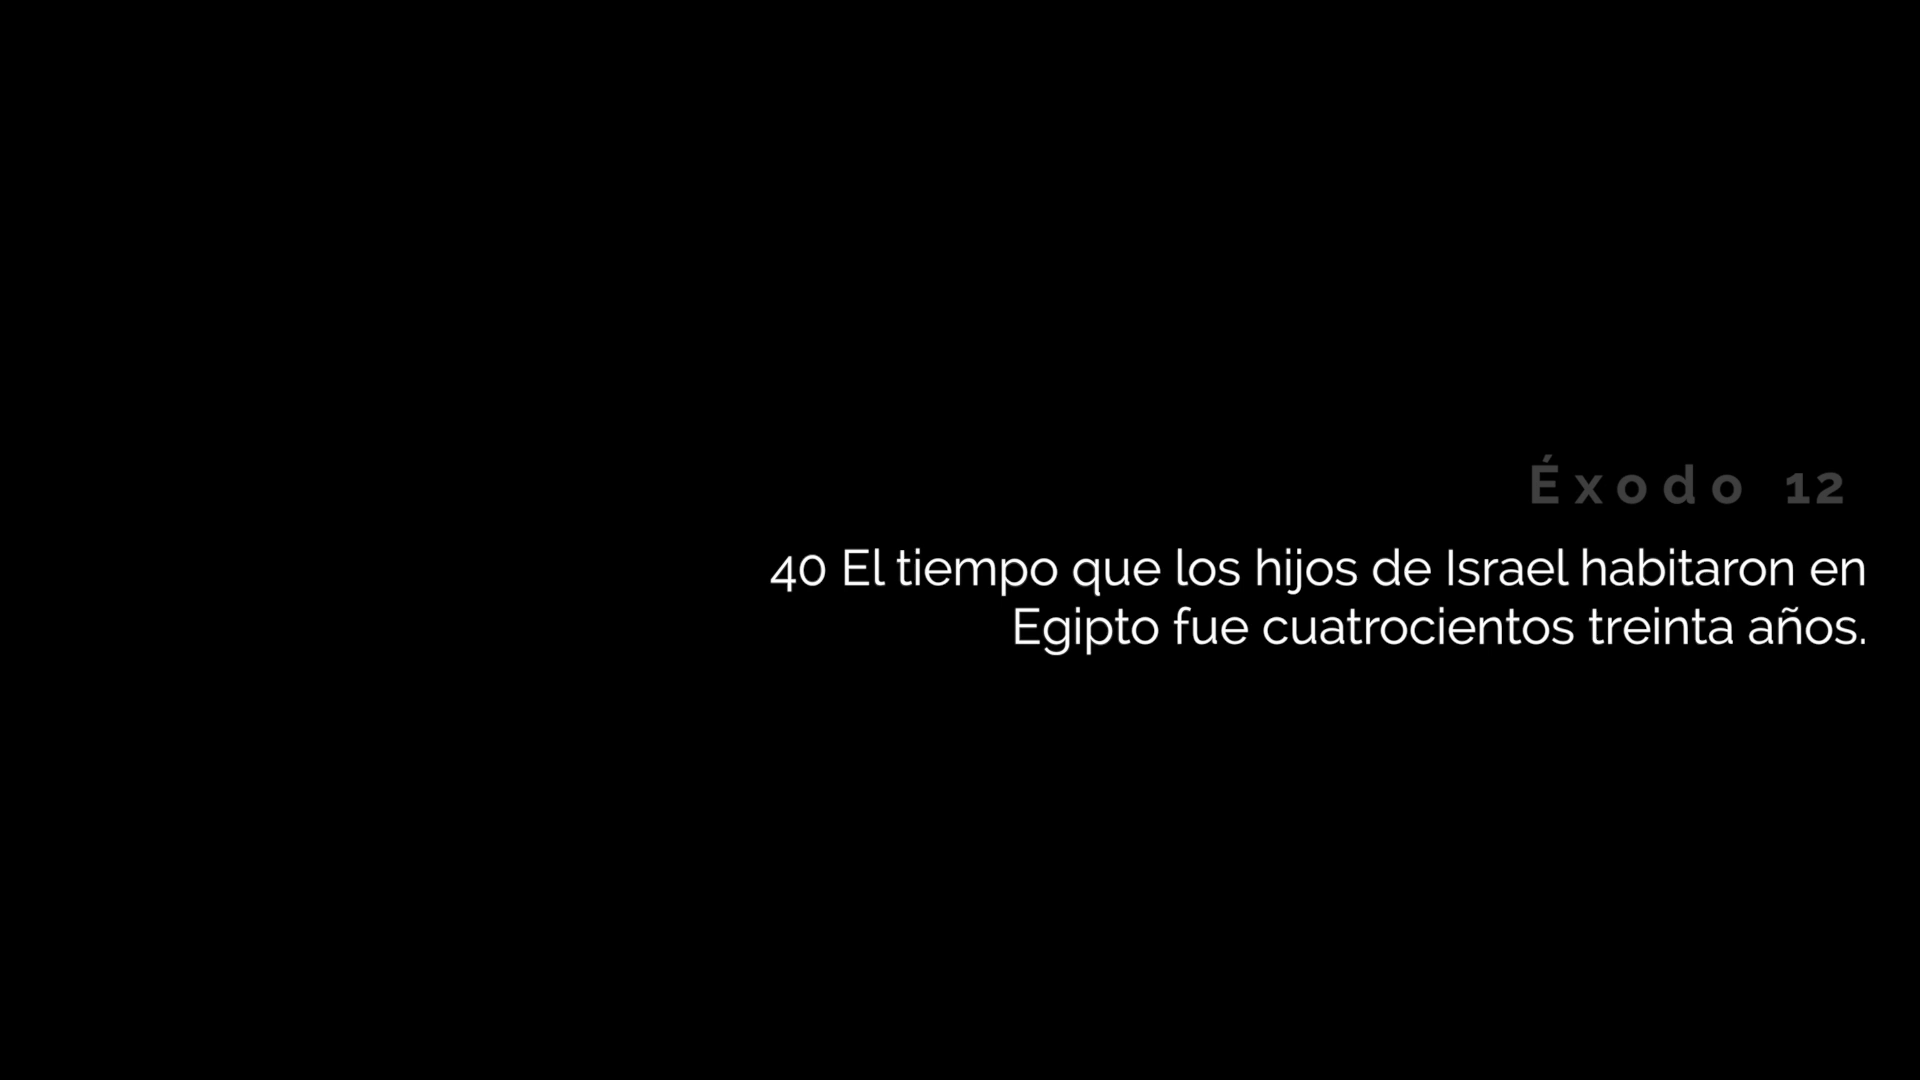 Éxodo 12
40 El tiempo que los hijos de Israel habitaron en
Egipto fue cuatrocientos treinta años.